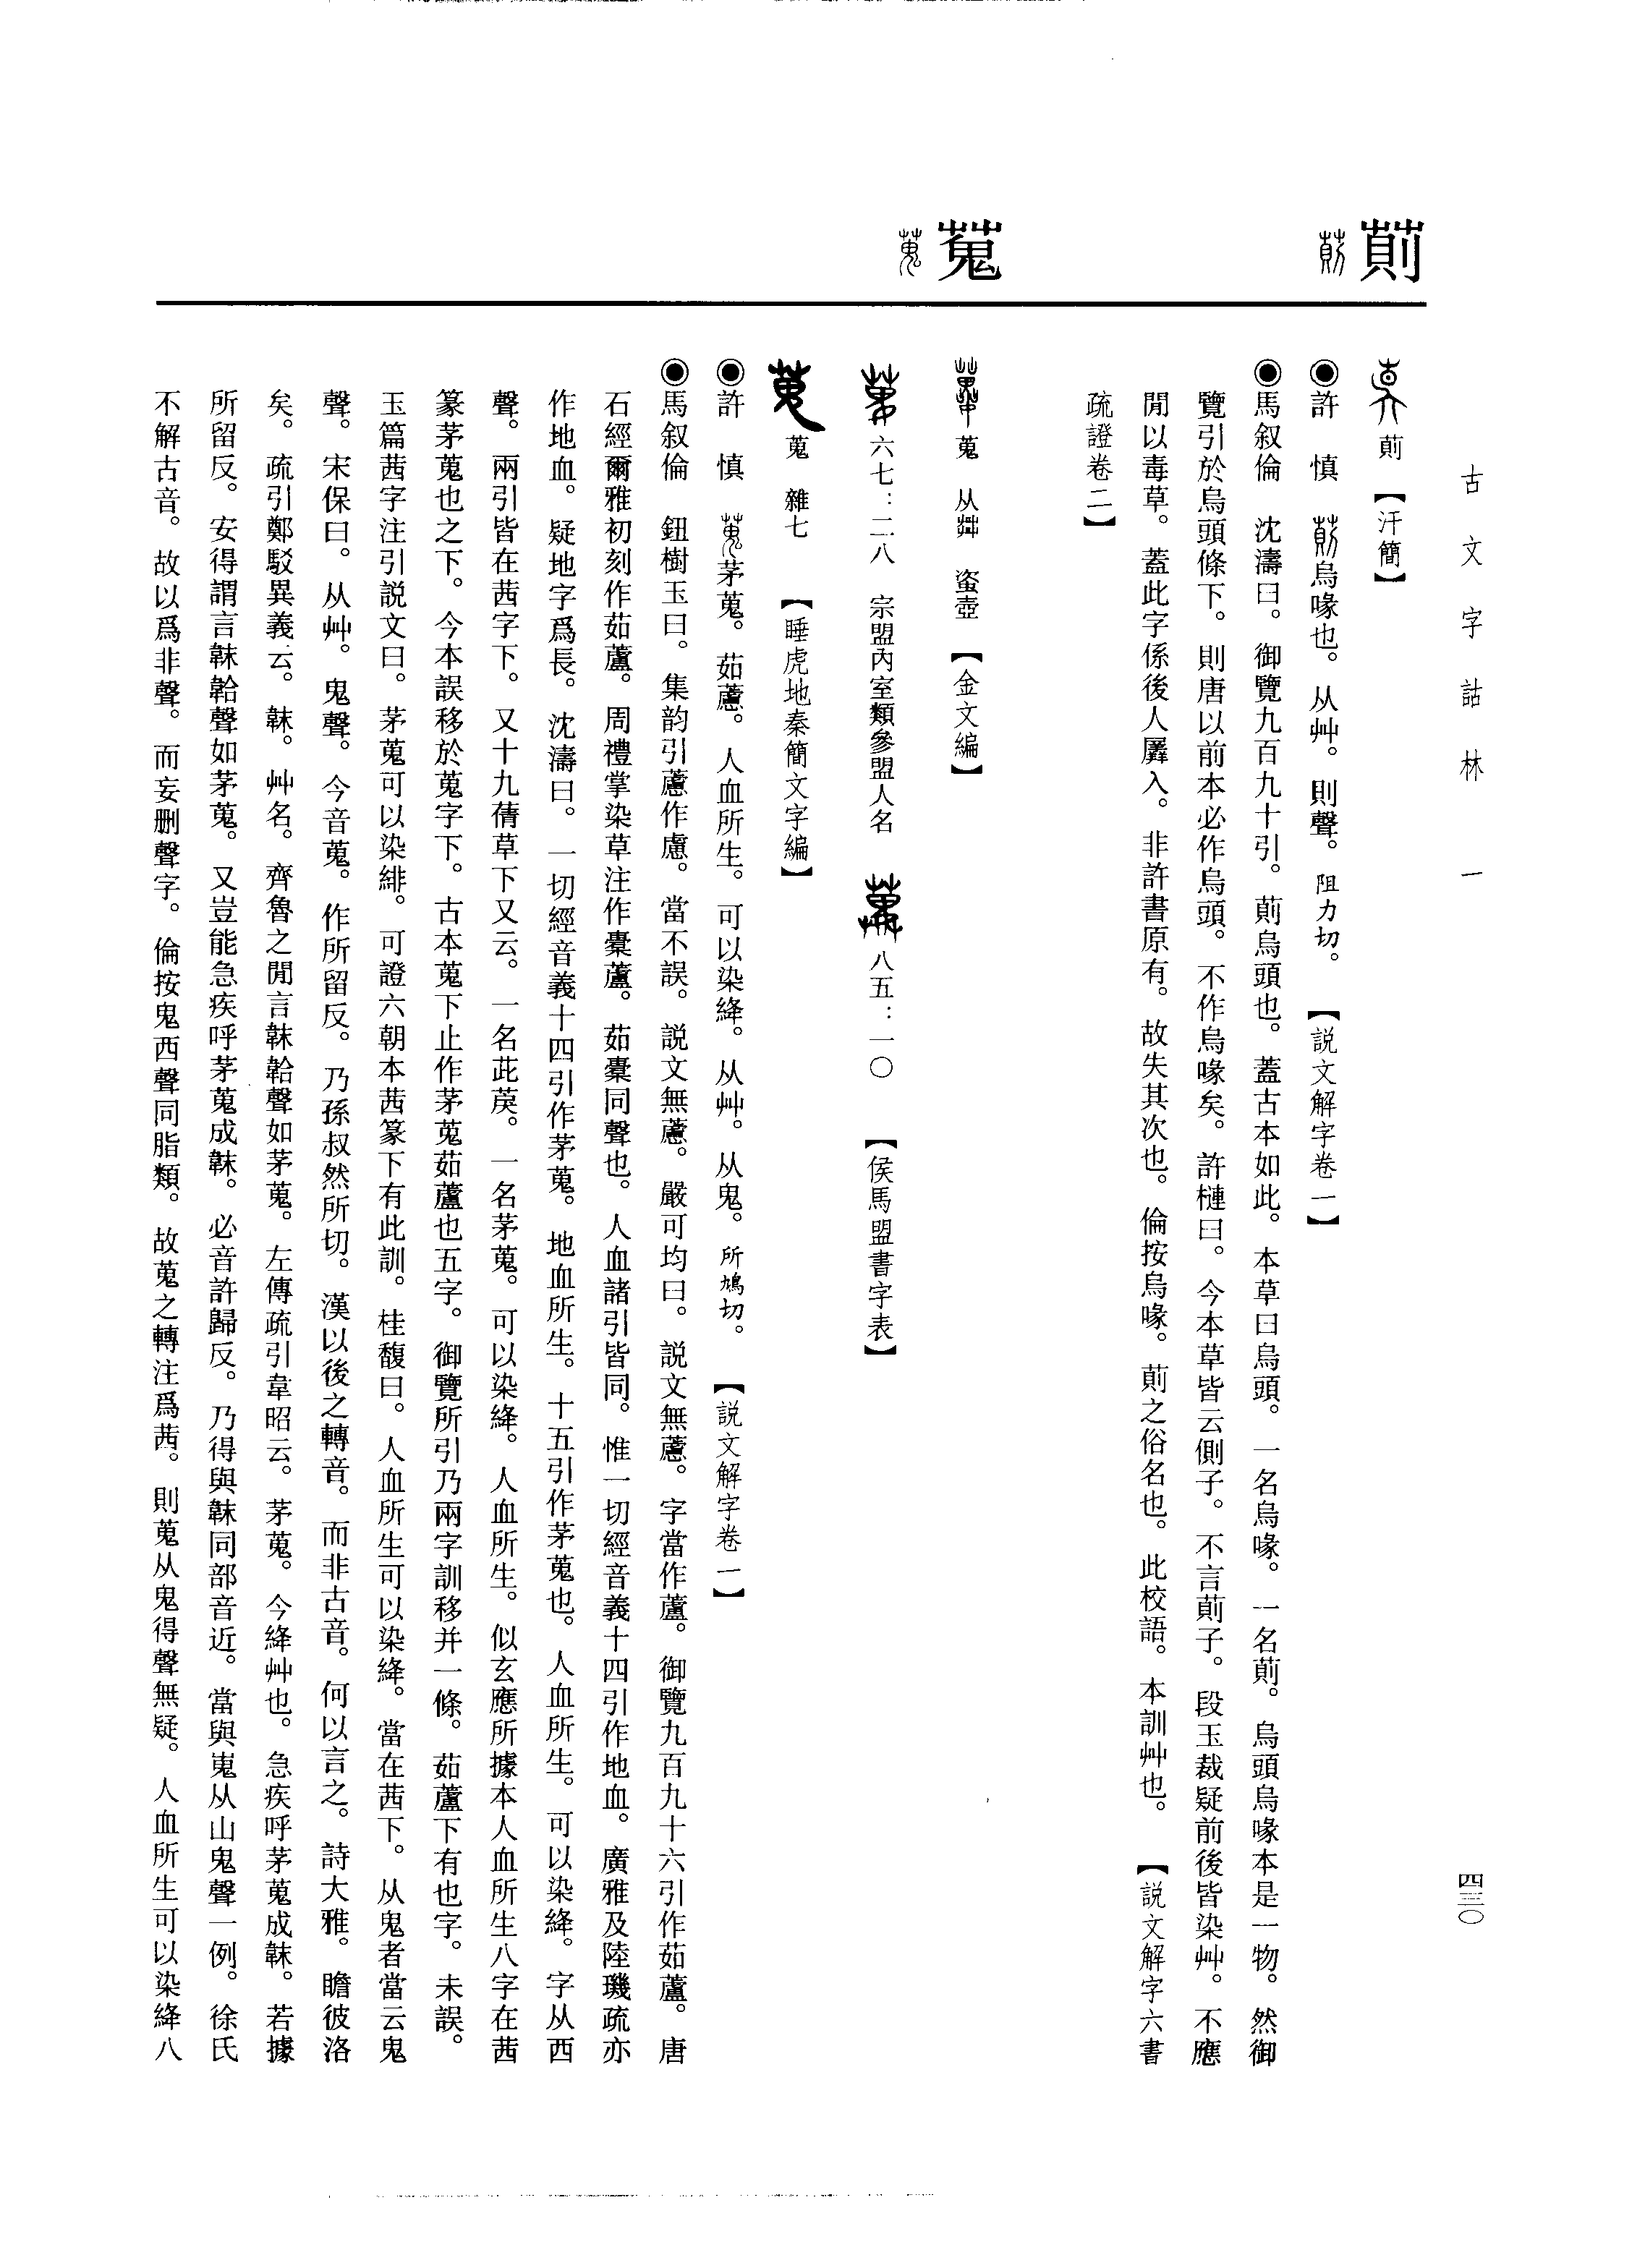 古文字詁林 一
四三〇
萴
萴【汗簡】
◉許 慎 萴烏喙也。从艸。則聲。阻力切。【説文解字卷一】
◉馬叙倫 沈濤曰。御覽九百九十引。萴烏頭也。蓋古本如此。本草曰烏頭。一名烏喙。一名萴。烏頭烏喙本是一物。然御
覽引於烏頭條下。則唐以前本必作烏頭。不作烏喙矣。許槤曰。今本草皆云側子。不言萴子。段玉裁疑前後皆染艸。不應
閒以毒草。蓋此字係後人羼入。非許書原有。故失其次也。倫按烏喙。萴之俗名也。此校語。本訓艸也。【説文解字六書
疏證卷二】
蒐
蒐 从茻 𧊒壺【金文編】
六七：二八 宗盟內室類參盟人名 八五：一〇【侯馬盟書字表】
蒐 雜七【睡虎地秦簡文字編】
◉許 慎 蒐茅蒐。茹藘。人血所生。可以染絳。从艸。从鬼。所鳩切。【説文解字卷一】
◉馬叙倫 鈕樹玉曰。集韵引藘作慮。當不誤。説文無藘。嚴可均曰。説文無藘。字當作蘆。御覽九百九十六引作茹蘆。唐
石經爾雅初刻作茹蘆。周禮掌染草注作橐蘆。茹橐同聲也。人血諸引皆同。惟一切經音義十四引作地血。廣雅及陸璣疏亦
作地血。疑地字爲長。沈濤曰。一切經音義十四引作茅蒐。地血所生。十五引作茅蒐也。人血所生。可以染絳。字从西
聲。兩引皆在茜字下。又十九蒨草下又云。一名茈䓞。一名茅蒐。可以染絳。人血所生。似玄應所據本人血所生八字在茜
篆茅蒐也之下。今本誤移於蒐字下。古本蒐下止作茅蒐茹蘆也五字。御覽所引乃兩字訓移并一條。茹蘆下有也字。未誤。
玉篇茜字注引説文曰。茅蒐可以染緋。可證六朝本茜篆下有此訓。桂馥曰。人血所生可以染絳。當在茜下。从鬼者當云鬼
聲。宋保曰。从艸。鬼聲。今音蒐。作所留反。乃孫叔然所切。漢以後之轉音。而非古音。何以言之。詩大雅。瞻彼洛
矣。疏引鄭駁異義云。韎。艸名。齊魯之閒言韎韐聲如茅蒐。左傳疏引韋昭云。茅蒐。今絳艸也。急疾呼茅蒐成韎。若據
所留反。安得謂言韎韐聲如茅蒐。又豈能急疾呼茅蒐成韎。必音許歸反。乃得與韎同部音近。當與嵬从山鬼聲一例。徐氏
不解古音。故以爲非聲。而妄删聲字。倫按鬼西聲同脂類。故蒐之轉注爲茜。則蒐从鬼得聲無疑。人血所生可以染絳八